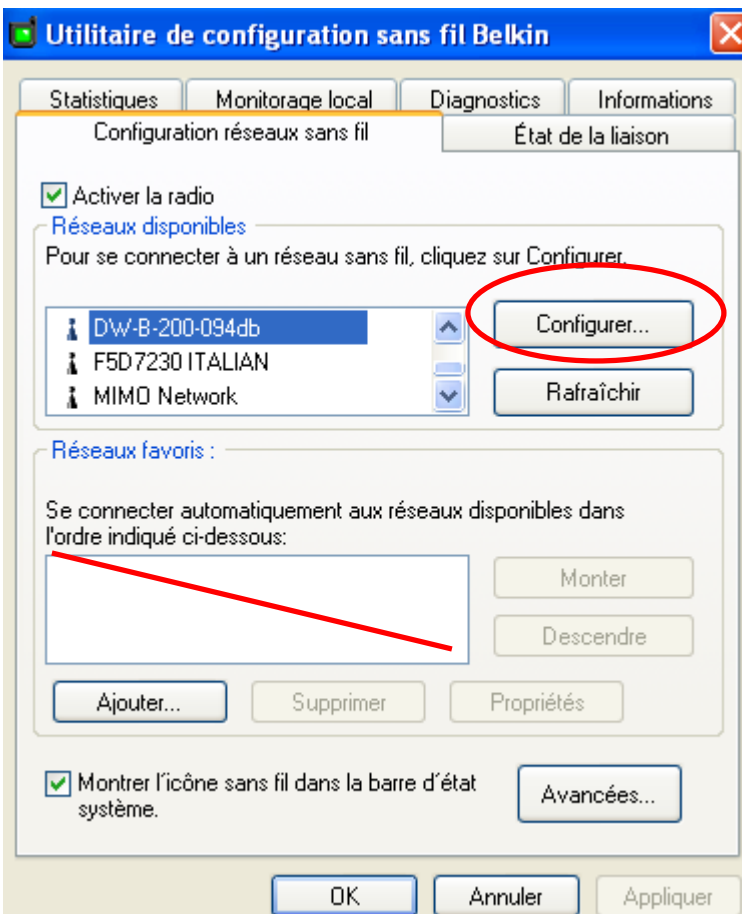 Utilitaire de configuration sans fil Belkin
Statistiques Monitorage local Diagnostics Informations
Configuration réseaux sans fil État de la liaison
Activer la radio
Réseaux disponibles
Pour se connecter à un réseau sans fil, cliquez sur Configurer.
DW-B-200-094db
Configurer...
F5D7230 ITALIAN
MIMO Network
Rafraîchir
Réseaux favoris :
Se connecter automatiquement aux réseaux disponibles dans
l'ordre indiqué ci-dessous:
Monter
Descendre
Ajouter... Supprimer Propriétés
Montrer l´icône sans fil dans la barre d´état
système.
Avancées...
OK Annuler Appliquer